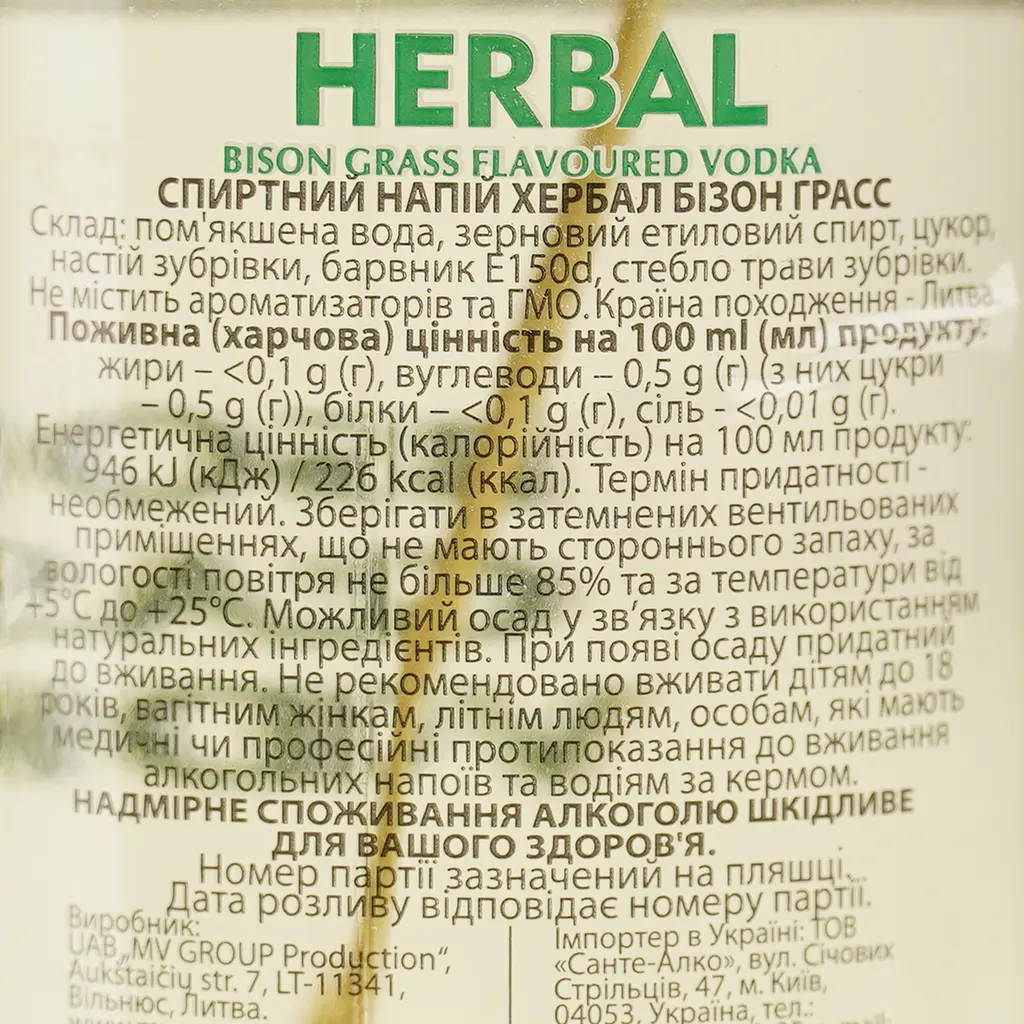 HERBAL
BISON GRASS FLAVOURED VODKA
СПИРТНИЙ НАПІЙ ХЕРБАЛ БІЗОН ГРАСС
Склад: пом'якшена вода, зерновий етиловий спирт, цукор,
настій зубрівки, барвник Е150d, стебло трави зубрівки.
Не містить ароматизаторів та ГМО. Країна походження - Литва.
Поживна (харчова) цінність на 100 ml (мл) продукту:
жири – <0,1 g (г), вуглеводи – 0,5 g (г) (з них цукри
– 0,5 g (г)), білки – <0,1 g (г), сіль - <0,01 g (г).
Енергетична цінність (калорійність) на 100 мл продукту:
946 kJ (кДж) / 226 kcal (ккал). Термін придатності -
необмежений. Зберігати в затемнених вентильованих
приміщеннях, що не мають стороннього запаху, за
вологості повітря не більше 85% та за температури від
+5°С до +25°С. Можливий осад у зв’язку з використанням
натуральних інгредієнтів. При появі осаду придатний
до вживання. Не рекомендовано вживати дітям до 18
років, вагітним жінкам, літнім людям, особам, які мають
медичні чи професійні протипоказання до вживання
алкогольних напоїв та водіям за кермом.
НАДМІРНЕ СПОЖИВАННЯ АЛКОГОЛЮ ШКІДЛИВЕ
ДЛЯ ВАШОГО ЗДОРОВ'Я.
Номер партії зазначений на пляшці.
Дата розливу відповідає номеру партії.
Виробник:
UAB „MV GROUP Production“,
Aukštaičių str. 7, LT-11341,
Вільнюс, Литва.
Імпортер в Україні: ТОВ
«Санте-Алко», вул. Січових
Стрільців, 47, м. Київ,
04053, Україна, тел.: